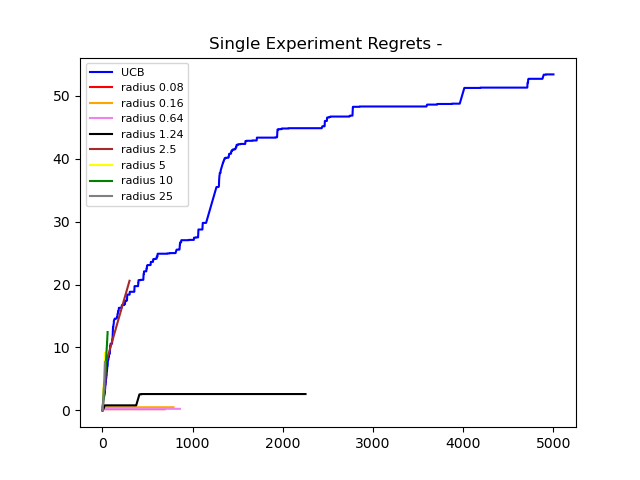 Single Experiment Regrets -
UCB
radius 0.08
radius 0.16
radius 0.64
radius 1.24
radius 2.5
radius 5
radius 10
radius 25
50
40
30
20
10
0
0 1000 2000 3000 4000 5000